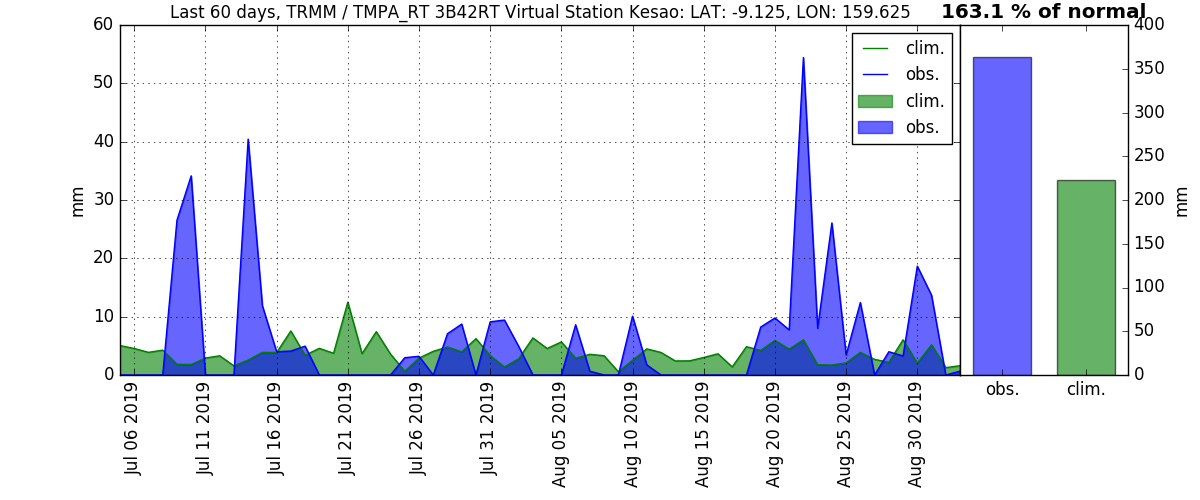 Last 60 days, TRMM / TMPA_RT 3B42RT Virtual Station Kesao: LAT: -9.125, LON: 159.625
163.1 % of normal
60
50
40
30
20
10
0
mm
clim.
obs.
clim.
obs.
400
350
300
250
200
150
100
50
0
mm
Jul 06 2019
Jul 11 2019
Jul 16 2019
Jul 21 2019
Jul 26 2019
Jul 31 2019
Aug 05 2019
Aug 10 2019
Aug 15 2019
Aug 20 2019
Aug 25 2019
Aug 30 2019
obs.
clim.